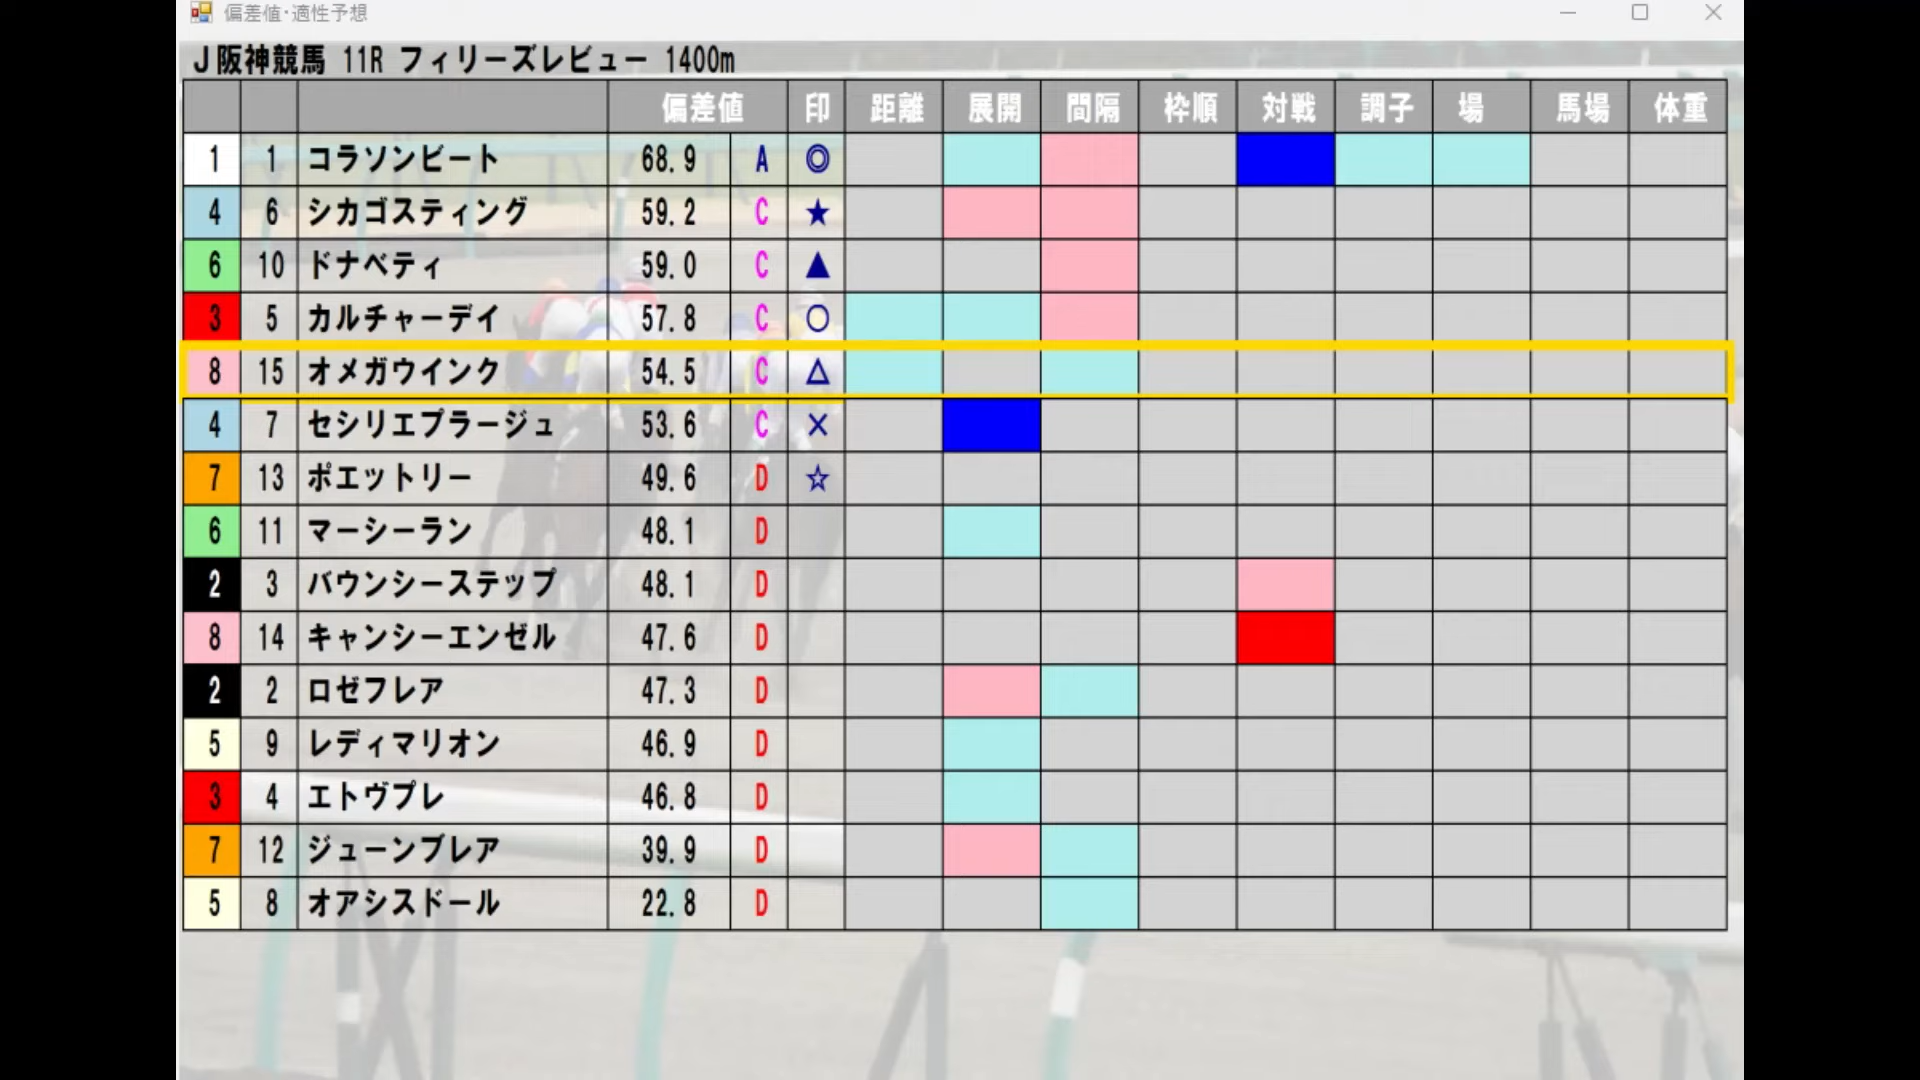 偏差値・適性予想
J阪神競馬 11R フィリーズレビュー 1400m
偏差値 印 距離 展開 間隔 枠順 対戦 調子 場 馬場 体重
1 1 コラソンビート 68.9 A ◎
4 6 シカゴスティング 59.2 C ★
6 10 ドナベティ 59.0 C ▲
3 5 カルチャーデイ 57.8 C ○
8 15 オメガウインク 54.5 C △
4 7 セシリエプラージュ 53.6 C ×
7 13 ポエットリー 49.6 D ☆
6 11 マーシーラン 48.1 D
2 3 バウンシーステップ 48.1 D
8 14 キャンシーエンゼル 47.6 D
2 2 ロゼフレア 47.3 D
5 9 レディマリオン 46.9 D
3 4 エトヴプレ 46.8 D
7 12 ジューンブレア 39.9 D
5 8 オアシスドール 22.8 D